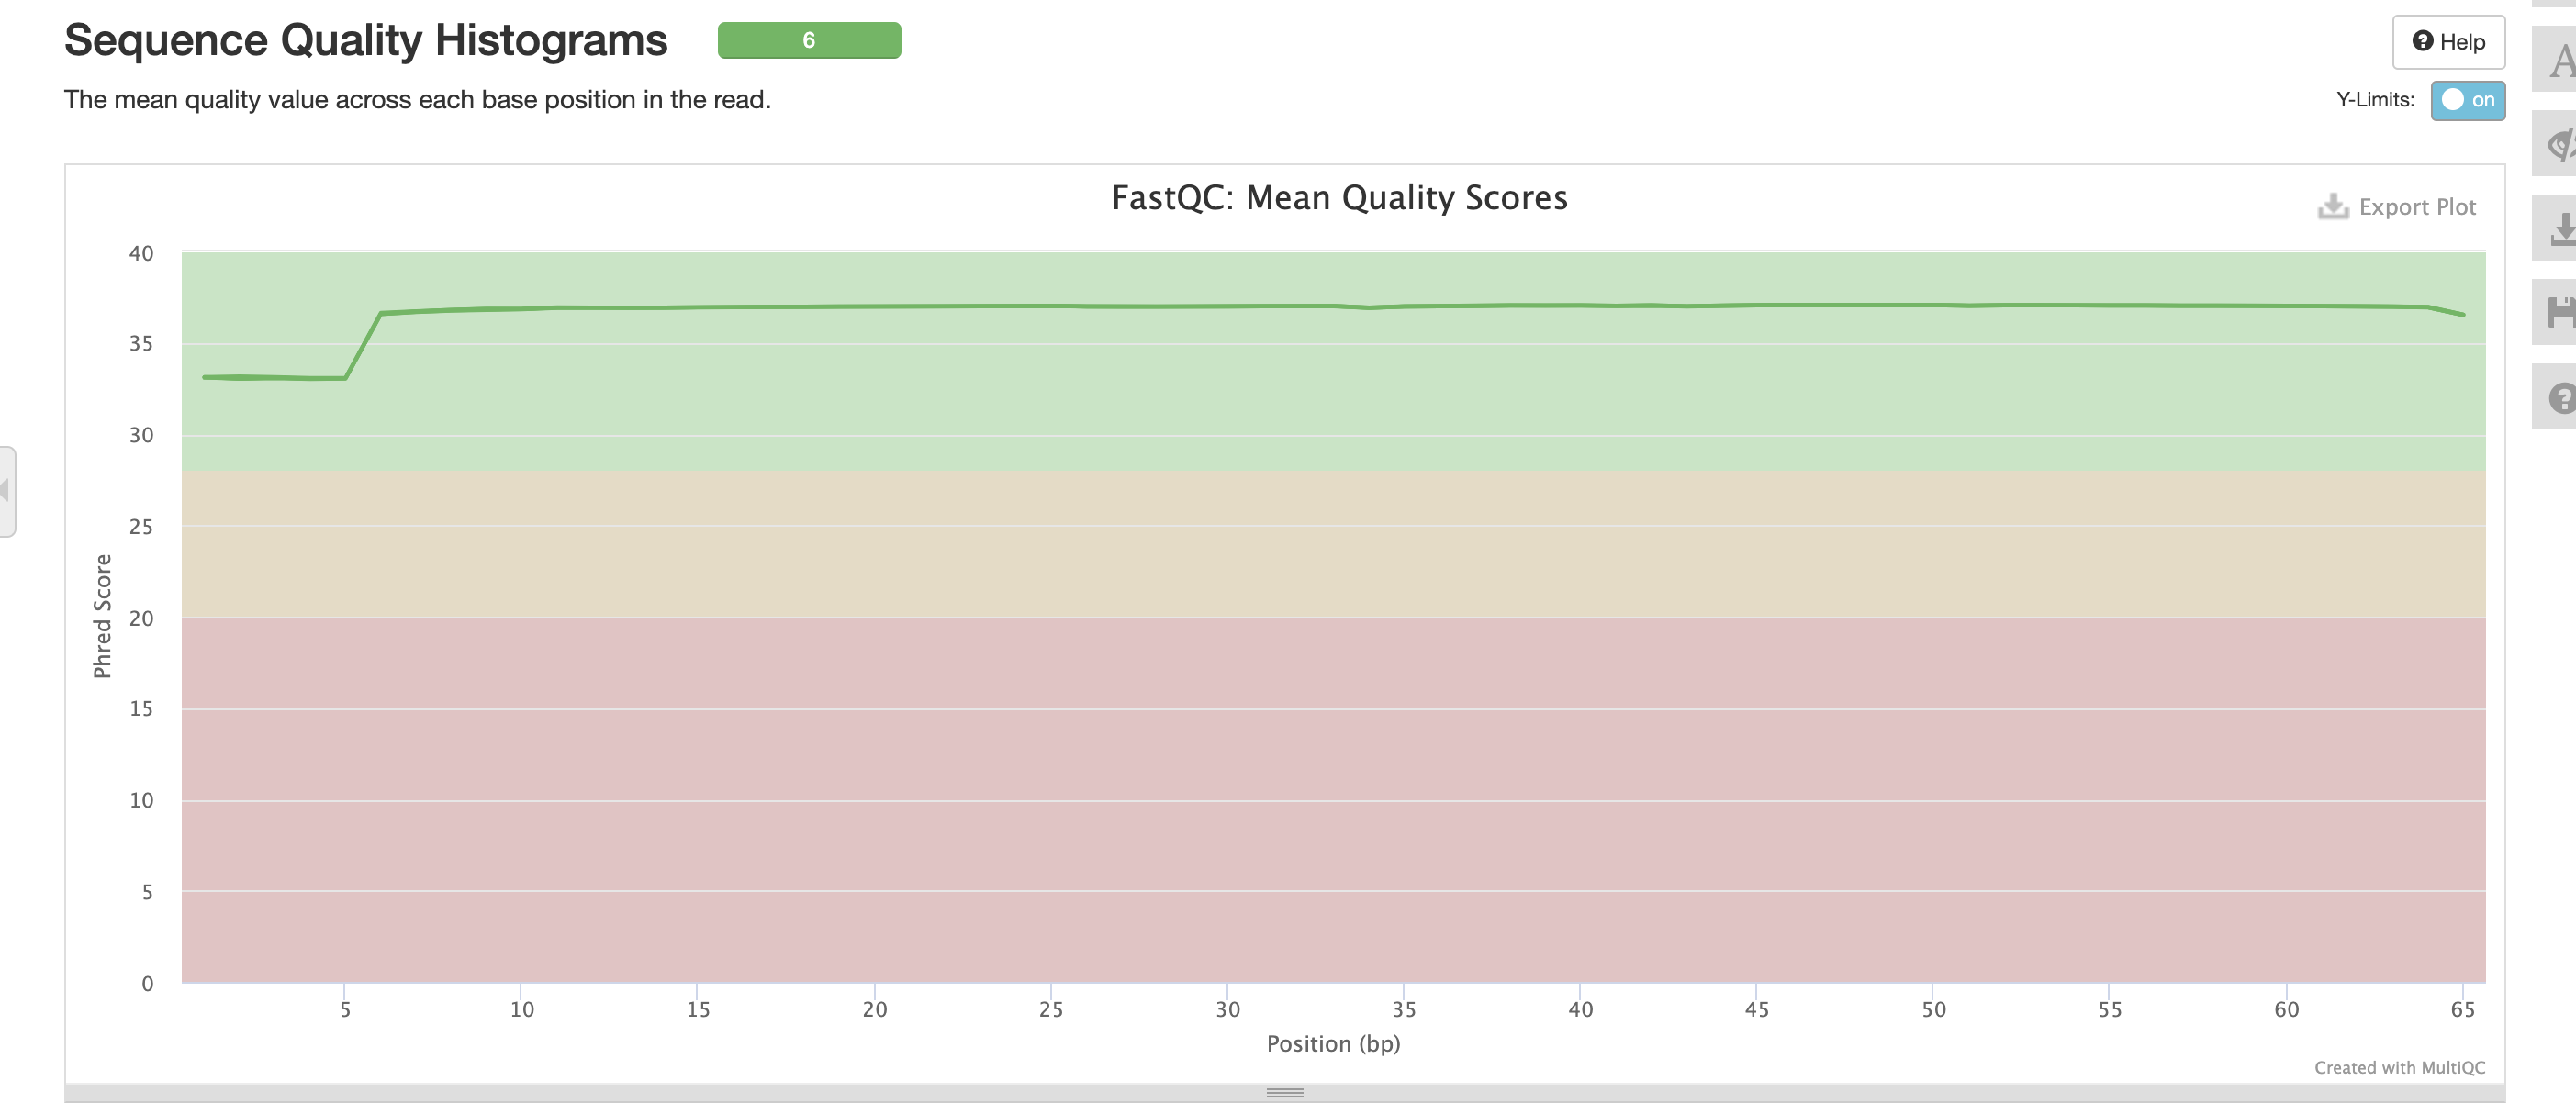 Sequence Quality Histograms
6
Help
The mean quality value across each base position in the read.
Y-Limits: on
FastQC: Mean Quality Scores
Export Plot
Phred Score
40
35
30
25
20
15
10
5
0
5 10 15 20 25 30 35 40 45 50 55 60 65
Position (bp)
Created with MultiQC
A